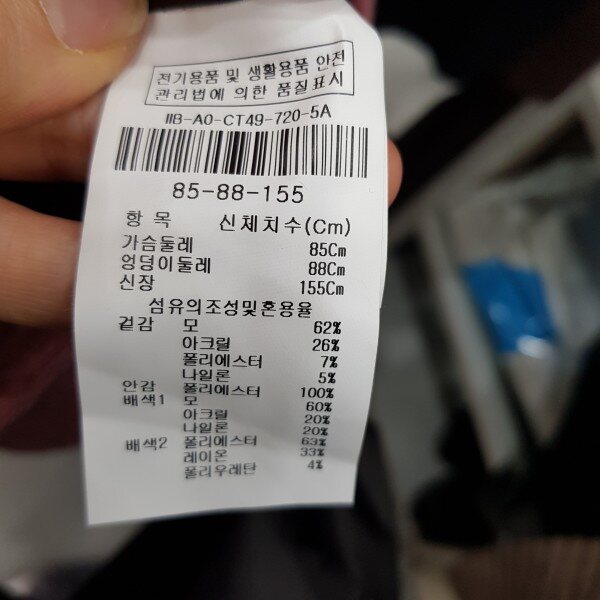 전기용품 및 생활용품 안전
관리법에 의한 품질표시
IIB-A0-CT49-720-5A
85-88-155
항 목 신체치수(Cm)
가슴둘레 85Cm
엉덩이둘레 88Cm
신장 155Cm
섬유의조성및혼용율
겉감 모 62%
아크릴 26%
폴리에스터 7%
나일론 5%
안감 폴리에스터 100%
배색1 모 60%
아크릴 20%
나일론 20%
배색2 폴리에스터 63%
레이온 33%
폴리우레탄 4%